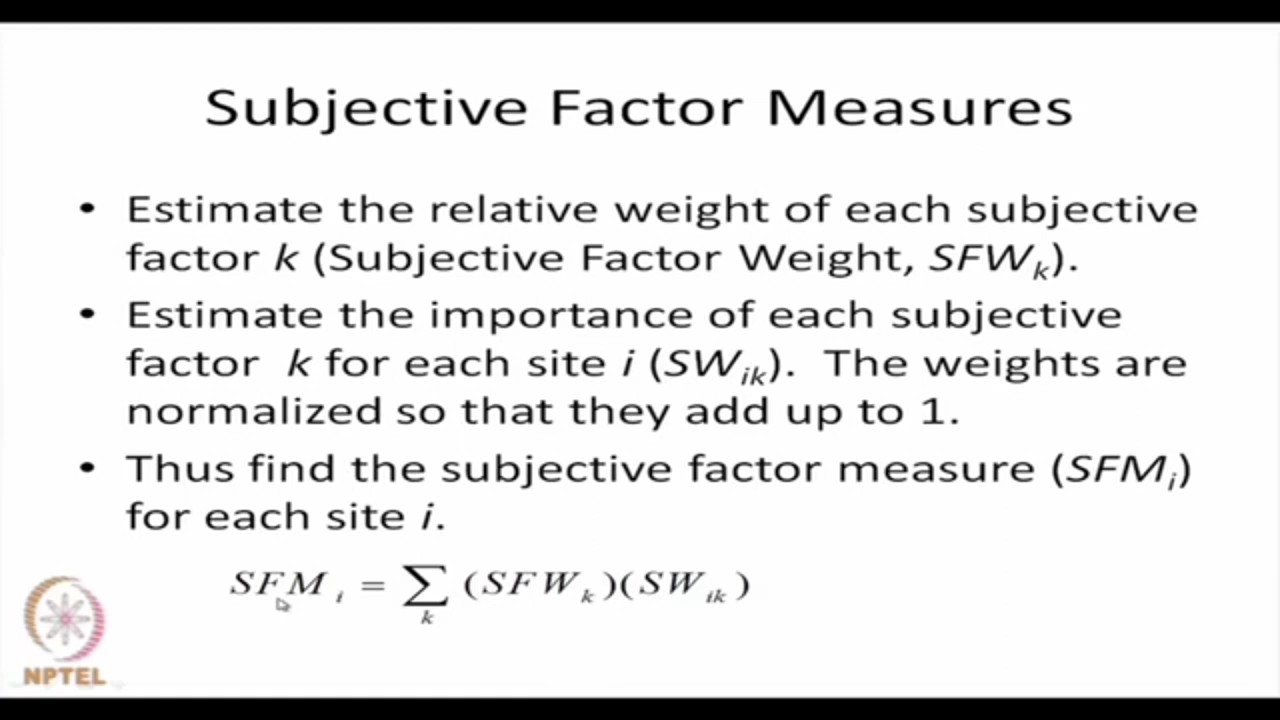 Subjective Factor Measures
• Estimate the relative weight of each subjective
factor k (Subjective Factor Weight, SFWₖ).
• Estimate the importance of each subjective
factor k for each site i (SWᵢₖ). The weights are
normalized so that they add up to 1.
• Thus find the subjective factor measure (SFMᵢ)
for each site i.
SFMᵢ = ∑ₖ (SFWₖ)(SWᵢₖ)
NPTEL